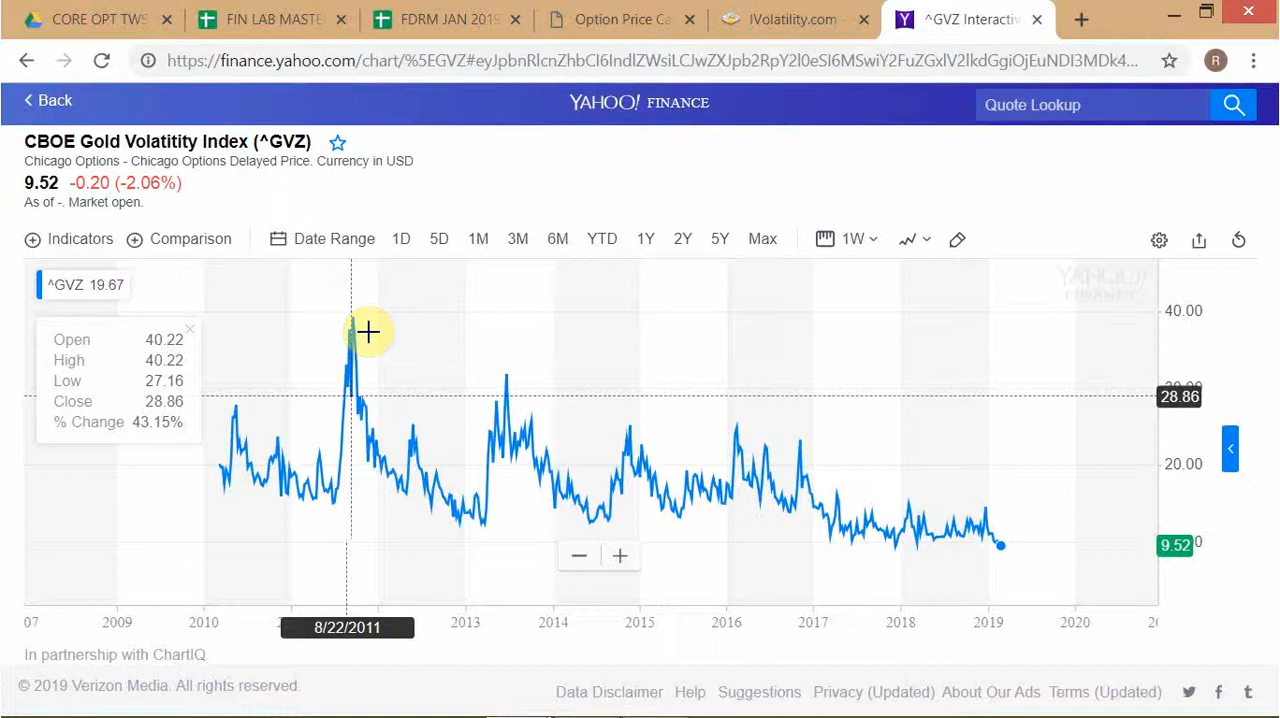 CORE OPT TWS
FIN LAB MASTE
FDRM JAN 2019
Option Price Ca
IVolatility.com -
^GVZ Interactiv
https://finance.yahoo.com/chart/%5EGVZ#eyJpbnRlcnZhbCI6IndlZWsiLCJwZXJpb2RpY2l0eSI6MSwiY2FuZGxlV2lkdGgiOjEuNDI3MDk4...
R
Back
YAHOO! FINANCE
Quote Lookup
CBOE Gold Volatitity Index (^GVZ)
Chicago Options - Chicago Options Delayed Price. Currency in USD
9.52 -0.20 (-2.06%)
As of -. Market open.
Indicators
Comparison
Date Range
1D
5D
1M
3M
6M
YTD
1Y
2Y
5Y
Max
1W
^GVZ 19.67
YAHOO!
FINANCE
Open 40.22
High 40.22
Low 27.16
Close 28.86
% Change 43.15%
40.00
28.86
20.00
9.52
07
2009
2010
8/22/2011
2013
2014
2015
2016
2017
2018
2019
2020
20
In partnership with ChartIQ
© 2019 Verizon Media. All rights reserved.
Data Disclaimer
Help
Suggestions
Privacy (Updated)
About Our Ads
Terms (Updated)